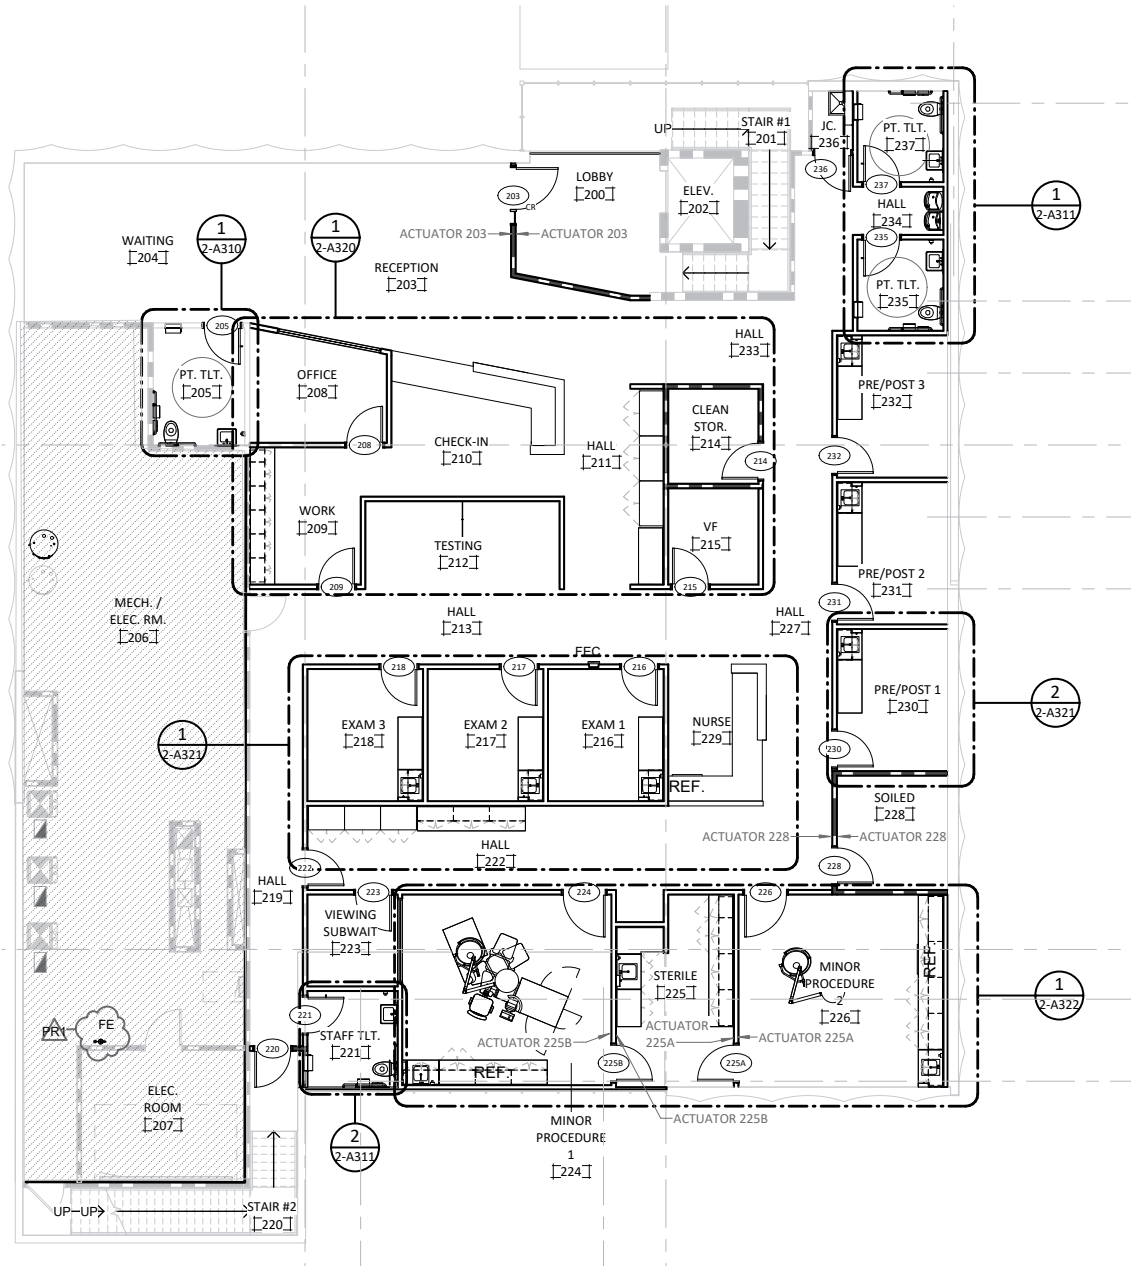 UP
STAIR #1
201
JC.
236
PT. TLT.
237
236
237
LOBBY
200
203
CR
ELEV.
202
HALL
234
1
2-A311
235
PT. TLT.
235
WAITING
204
1
2-A310
1
2-A320
ACTUATOR 203
ACTUATOR 203
RECEPTION
203
205
PT. TLT.
205
OFFICE
208
208
HALL
233
PRE/POST 3
232
CLEAN
STOR.
214
214
232
CHECK-IN
210
HALL
211
WORK
209
209
TESTING
212
VF
215
215
PRE/POST 2
231
231
MECH. /
ELEC. RM.
206
HALL
213
HALL
227
FEC
218
217
216
EXAM 3
218
EXAM 2
217
EXAM 1
216
NURSE
229
REF.
PRE/POST 1
230
230
2
2-A321
1
2-A321
SOILED
228
ACTUATOR 228
ACTUATOR 228
228
HALL
222
222
HALL
219
223
224
226
VIEWING
SUBWAIT
223
STERILE
225
MINOR
PROCEDURE
2
226
REF.
1
2-A322
221
STAFF TLT.
221
ACTUATOR
225A
ACTUATOR 225B
ACTUATOR 225A
PR1
FE
220
225B
225A
REF.
ELEC.
ROOM
207
ACTUATOR 225B
MINOR
PROCEDURE
1
224
2
2-A311
UP
UP
STAIR #2
220